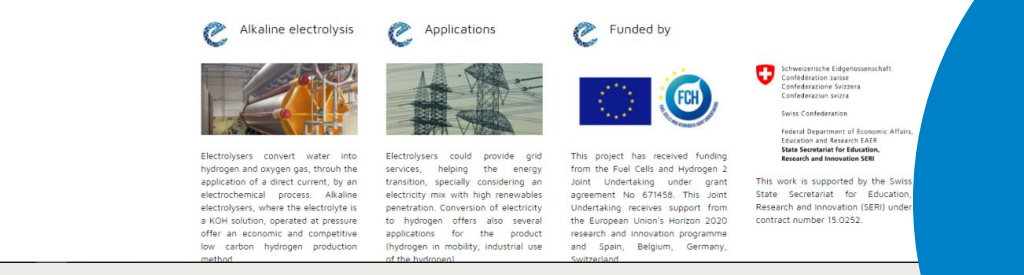 Alkaline electrolysis
Electrolysers convert water into
hydrogen and oxygen gas, throuh the
application of a direct current, by an
electrochemical process. Alkaline
electrolysers, where the electrolyte is
a KOH solution, operated at pressure
offer an economic and competitive
low carbon hydrogen production
method.
Applications
Electrolysers could provide grid
services, helping the energy
transition, specially considering an
electricity mix with high renewables
penetration. Conversion of electricity
to hydrogen offers also several
applications for the product
(hydrogen in mobility, industrial use
of the hydrogen)
Funded by
FCH
This project has received funding
from the Fuel Cells and Hydrogen 2
Joint Undertaking under grant
agreement No 671458. This Joint
Undertaking receives support from
the European Union's Horizon 2020
research and innovation programme
and Spain, Belgium, Germany,
Switzerland
Schweizerische Eidgenossenschaft
Confédération suisse
Confederazione Svizzera
Confederaziun svizra
Swiss Confederation
Federal Department of Economic Affairs,
Education and Research EAER
State Secretariat for Education,
Research and Innovation SERI
This work is supported by the Swiss
State Secretariat for Education,
Research and Innovation (SERI) under
contract number 15.0252.